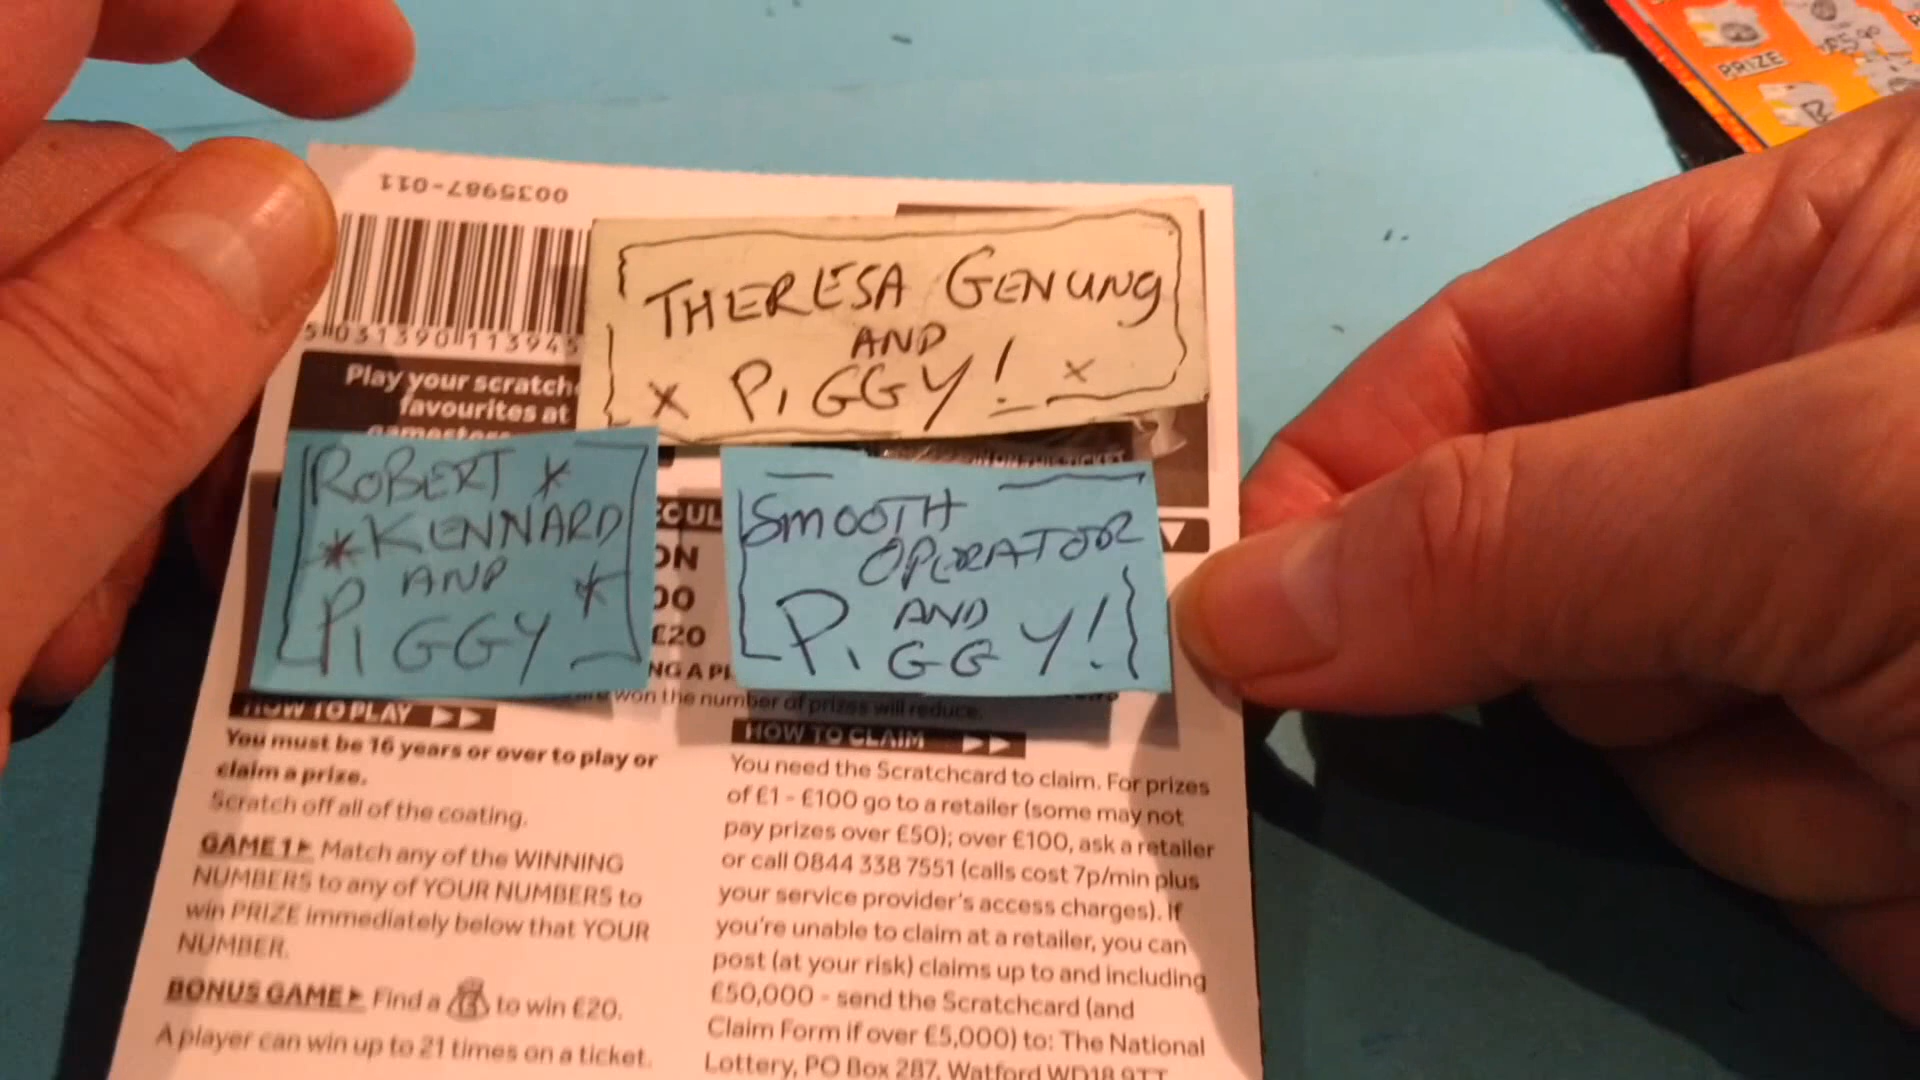 PRIZE
0035987-011
5 031390 113945
Play your scratch
favourites at
THERESA GENUNG
AND
x PIGGY! x
ROBERT *
*KENNARD
AND *
PIGGY
SMOOTH
OPERATOR
AND
PIGGY!
ON
£20
won the number of prizes will reduce.
HOW TO PLAY
You must be 16 years or over to play or
claim a prize.
Scratch off all of the coating.
GAME 1 Match any of the WINNING
NUMBERS to any of YOUR NUMBERS to
win PRIZE immediately below that YOUR
NUMBER.
BONUS GAME Find a to win £20.
A player can win up to 21 times on a ticket.
HOW TO CLAIM
You need the Scratchcard to claim. For prizes
of £1 - £100 go to a retailer (some may not
pay prizes over £50); over £100, ask a retailer
or call 0844 338 7551 (calls cost 7p/min plus
your service provider's access charges). If
you're unable to claim at a retailer, you can
post (at your risk) claims up to and including
£50,000 - send the Scratchcard (and
Claim Form if over £5,000) to: The National
Lottery, PO Box 287, Watford WD18 9TT